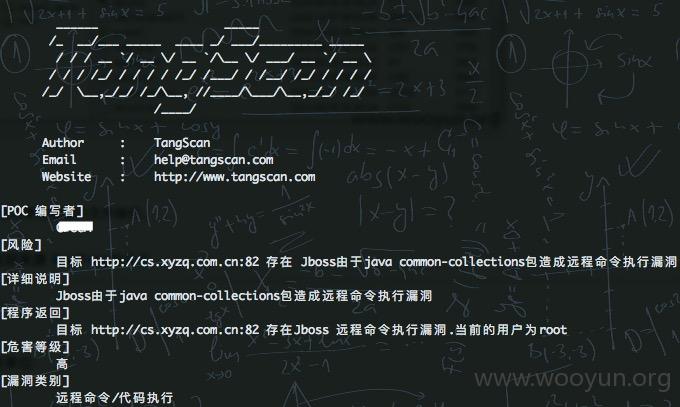 TangScan
Author : TangScan
Email : help@tangscan.com
Website : http://www.tangscan.com
[POC 编写者]
[风险]
目标 http://cs.xyzq.com.cn:82 存在 Jboss由于java common-collections包造成远程命令执行漏洞
[详细说明]
Jboss由于java common-collections包造成远程命令执行漏洞
[程序返回]
目标 http://cs.xyzq.com.cn:82 存在Jboss 远程命令执行漏洞.当前的用户为root
[危害等级]
高
[漏洞类别]
远程命令/代码执行
www.wooyun.org